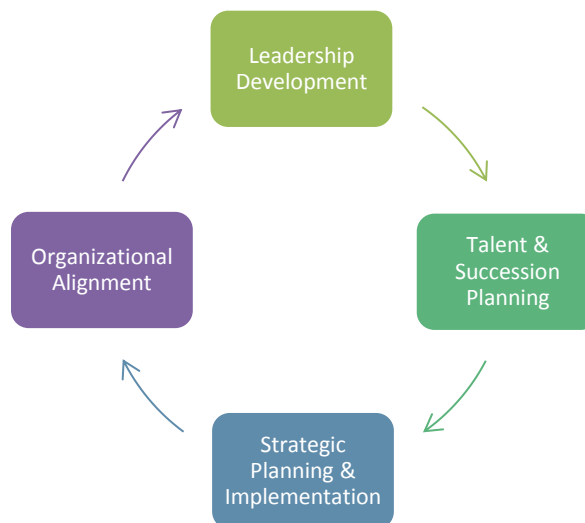 Leadership
Development
Talent &
Succession
Planning
Strategic
Planning &
Implementation
Organizational
Alignment